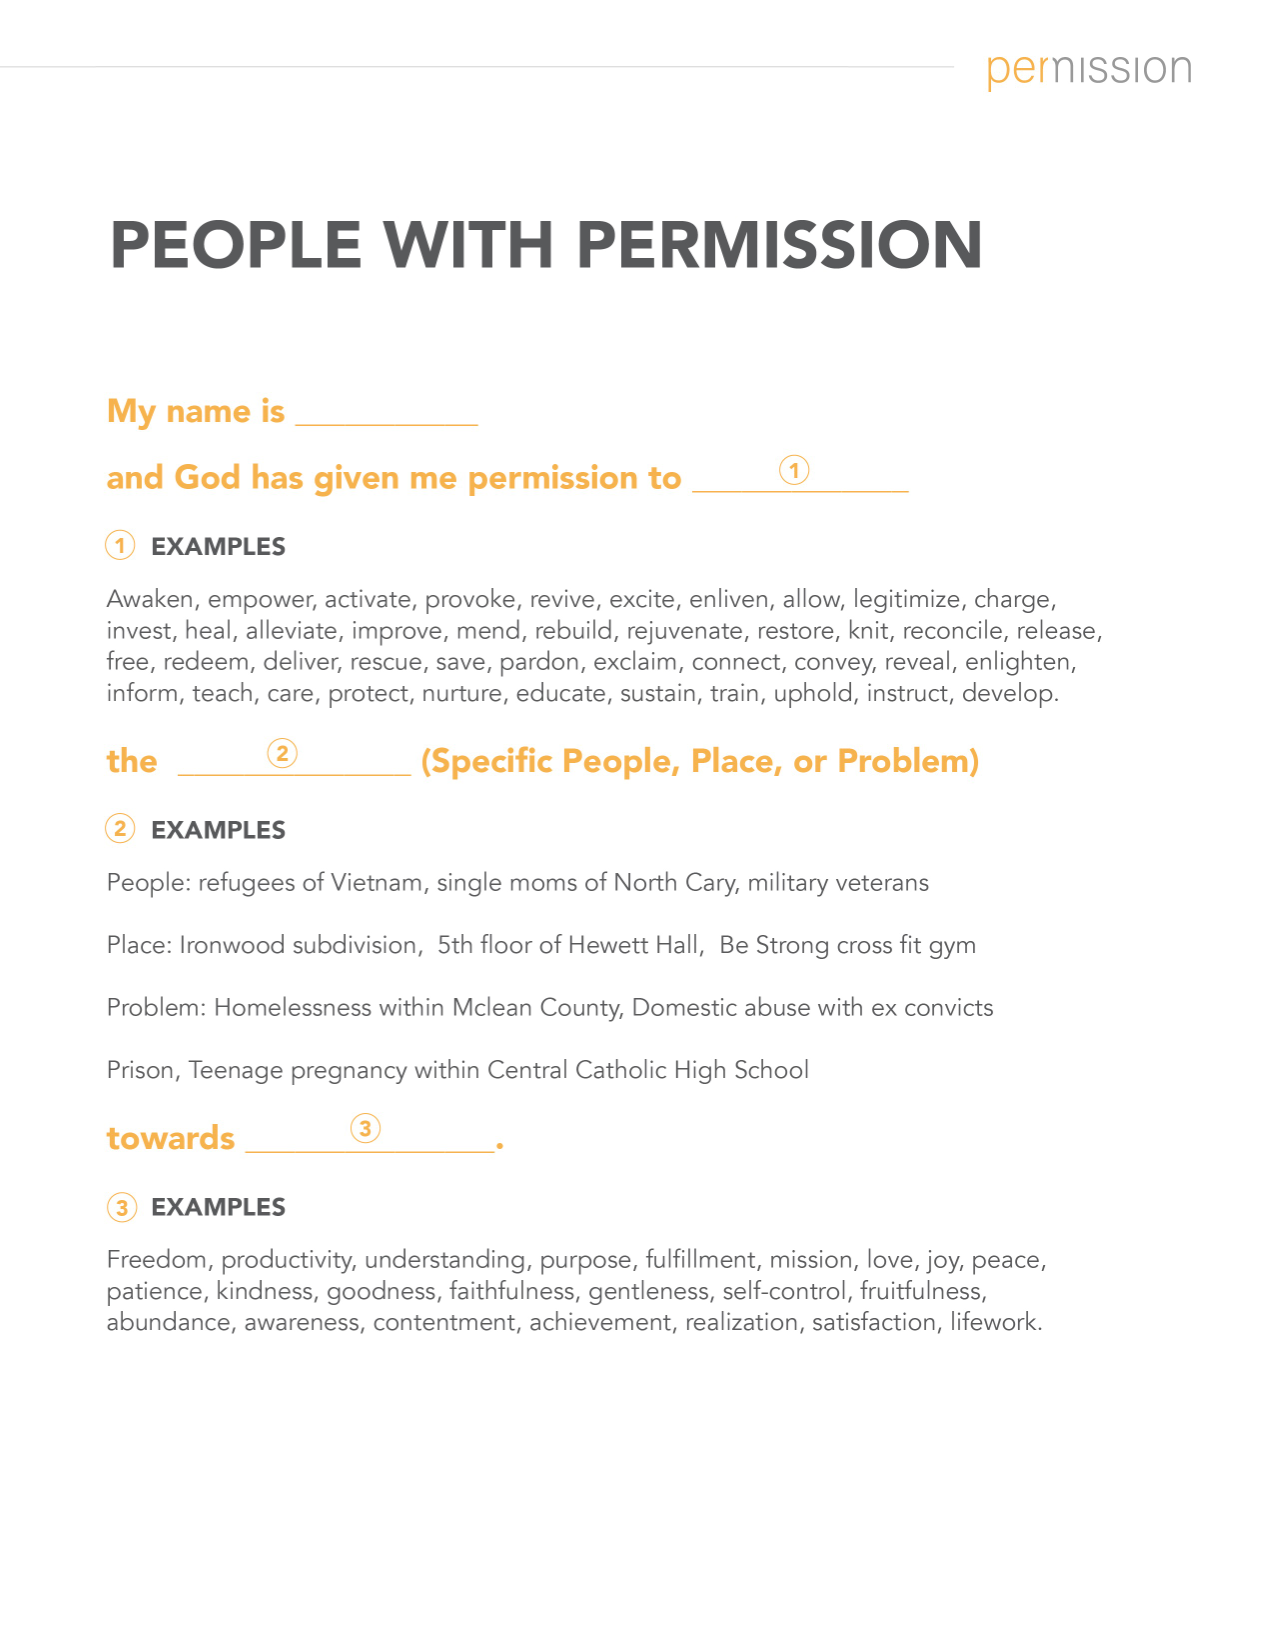 permission
PEOPLE WITH PERMISSION
My name is ___________
and God has given me permission to _____________
1
1 EXAMPLES
Awaken, empower, activate, provoke, revive, excite, enliven, allow, legitimize, charge,
invest, heal, alleviate, improve, mend, rebuild, rejuvenate, restore, knit, reconcile, release,
free, redeem, deliver, rescue, save, pardon, exclaim, connect, convey, reveal, enlighten,
inform, teach, care, protect, nurture, educate, sustain, train, uphold, instruct, develop.
the ______________ (Specific People, Place, or Problem)
2
2 EXAMPLES
People: refugees of Vietnam, single moms of North Cary, military veterans
Place: Ironwood subdivision, 5th floor of Hewett Hall, Be Strong cross fit gym
Problem: Homelessness within Mclean County, Domestic abuse with ex convicts
Prison, Teenage pregnancy within Central Catholic High School
towards _______________.
3
3 EXAMPLES
Freedom, productivity, understanding, purpose, fulfillment, mission, love, joy, peace,
patience, kindness, goodness, faithfulness, gentleness, self-control, fruitfulness,
abundance, awareness, contentment, achievement, realization, satisfaction, lifework.